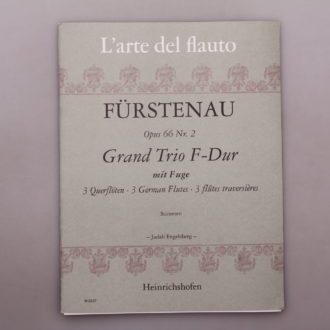 L'arte del flauto
FÜRSTENAU
Opus 66 Nr. 2
Grand Trio F-Dur
mit Fuge
3 Querflöten · 3 German Flutes · 3 flûtes traversières
Heinrichshofen